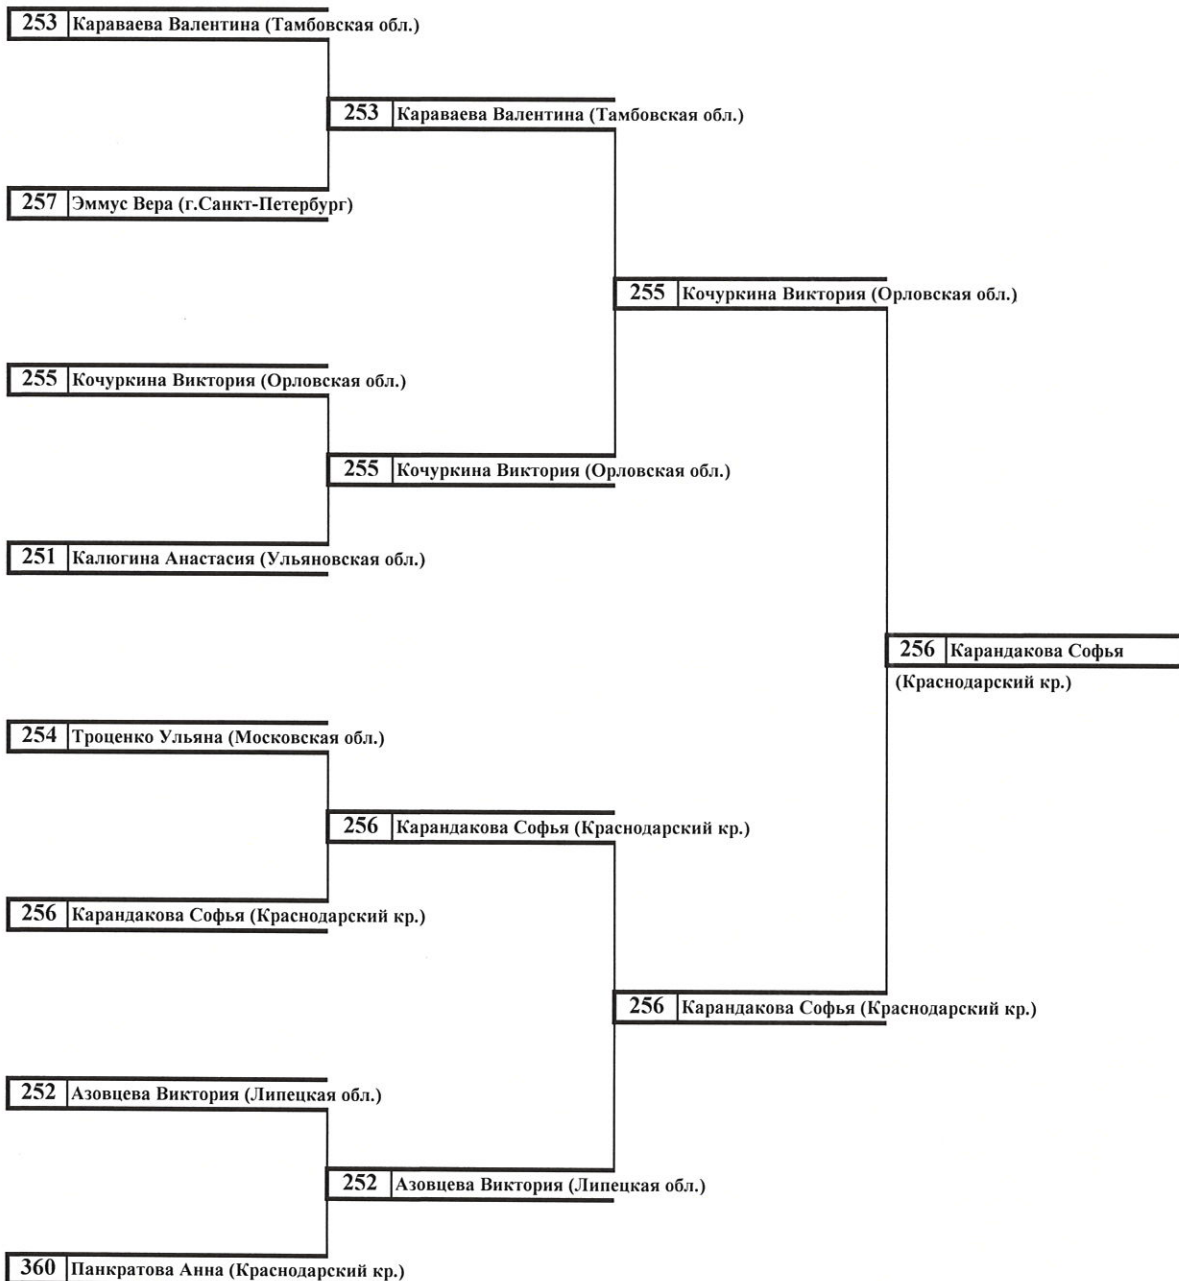 253 Караваева Валентина (Тамбовская обл.)
253 Караваева Валентина (Тамбовская обл.)
257 Эммус Вера (г.Санкт-Петербург)
255 Кочуркина Виктория (Орловская обл.)
255 Кочуркина Виктория (Орловская обл.)
255 Кочуркина Виктория (Орловская обл.)
251 Калюгина Анастасия (Ульяновская обл.)
256 Карандакова Софья
(Краснодарский кр.)
254 Троценко Ульяна (Московская обл.)
256 Карандакова Софья (Краснодарский кр.)
256 Карандакова Софья (Краснодарский кр.)
256 Карандакова Софья (Краснодарский кр.)
252 Азовцева Виктория (Липецкая обл.)
252 Азовцева Виктория (Липецкая обл.)
360 Панкратова Анна (Краснодарский кр.)